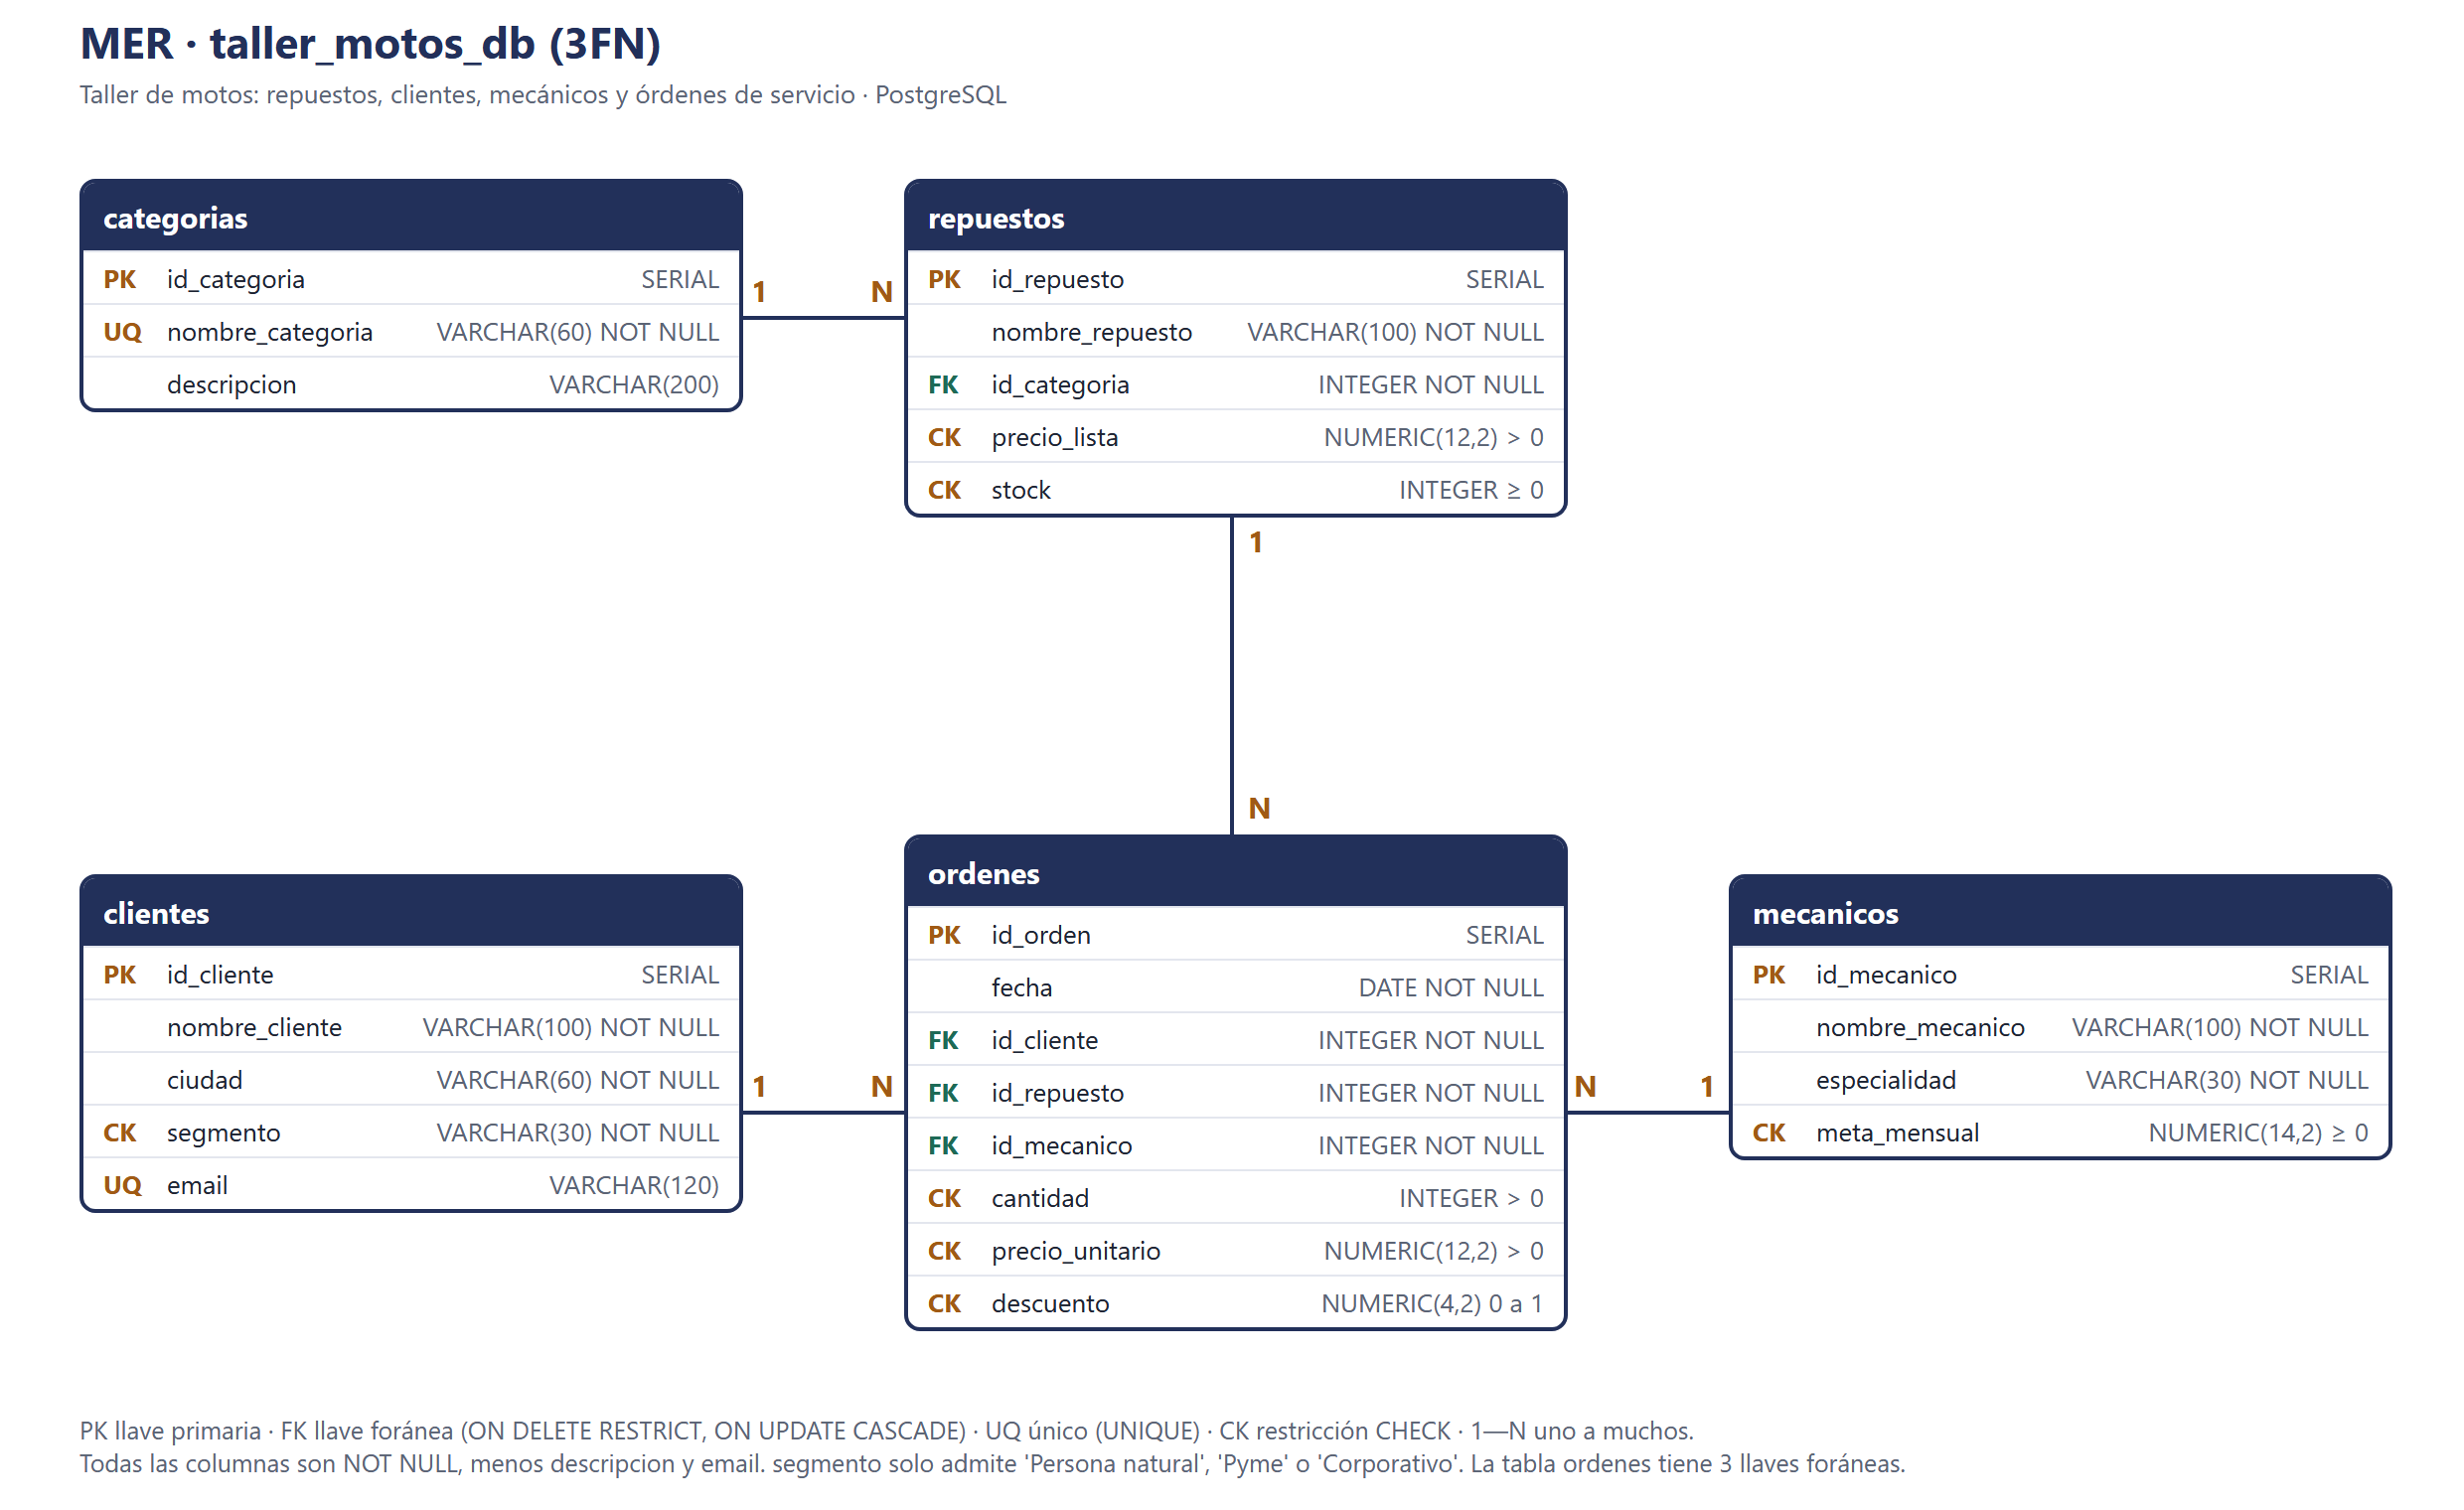 MER · taller_motos_db (3FN)
Taller de motos: repuestos, clientes, mecánicos y órdenes de servicio · PostgreSQL
categorias
PK id_categoria SERIAL
UQ nombre_categoria VARCHAR(60) NOT NULL
descripcion VARCHAR(200)
1 N
repuestos
PK id_repuesto SERIAL
nombre_repuesto VARCHAR(100) NOT NULL
FK id_categoria INTEGER NOT NULL
CK precio_lista NUMERIC(12,2) > 0
CK stock INTEGER ≥ 0
1
N
clientes
PK id_cliente SERIAL
nombre_cliente VARCHAR(100) NOT NULL
ciudad VARCHAR(60) NOT NULL
CK segmento VARCHAR(30) NOT NULL
UQ email VARCHAR(120)
1 N
ordenes
PK id_orden SERIAL
fecha DATE NOT NULL
FK id_cliente INTEGER NOT NULL
FK id_repuesto INTEGER NOT NULL
FK id_mecanico INTEGER NOT NULL
CK cantidad INTEGER > 0
CK precio_unitario NUMERIC(12,2) > 0
CK descuento NUMERIC(4,2) 0 a 1
N 1
mecanicos
PK id_mecanico SERIAL
nombre_mecanico VARCHAR(100) NOT NULL
especialidad VARCHAR(30) NOT NULL
CK meta_mensual NUMERIC(14,2) ≥ 0
PK llave primaria · FK llave foránea (ON DELETE RESTRICT, ON UPDATE CASCADE) · UQ único (UNIQUE) · CK restricción CHECK · 1—N uno a muchos.
Todas las columnas son NOT NULL, menos descripcion y email. segmento solo admite 'Persona natural', 'Pyme' o 'Corporativo'. La tabla ordenes tiene 3 llaves foráneas.